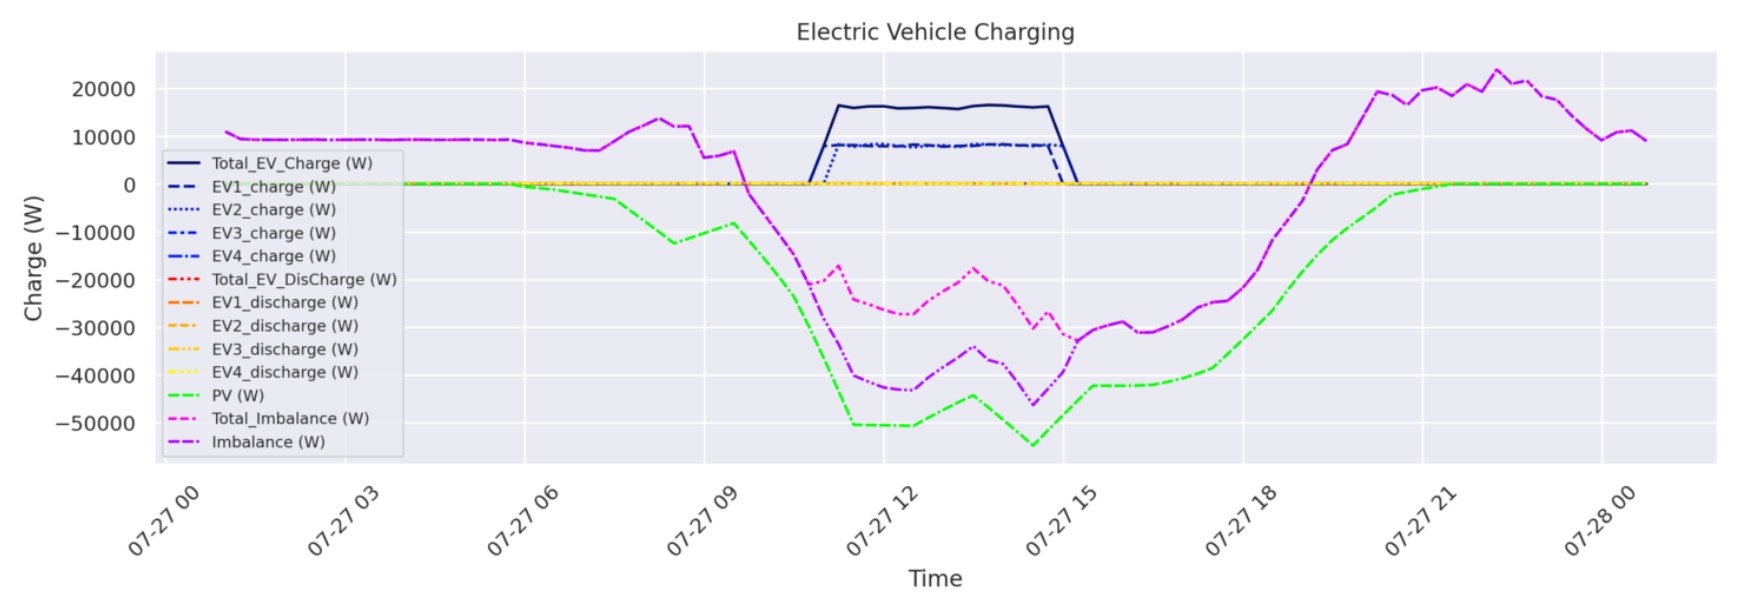 Electric Vehicle Charging
Charge (W)
20000
10000
0
−10000
−20000
−30000
−40000
−50000
Total_EV_Charge (W)
EV1_charge (W)
EV2_charge (W)
EV3_charge (W)
EV4_charge (W)
Total_EV_DisCharge (W)
EV1_discharge (W)
EV2_discharge (W)
EV3_discharge (W)
EV4_discharge (W)
PV (W)
Total_Imbalance (W)
Imbalance (W)
07-27 00
07-27 03
07-27 06
07-27 09
07-27 12
07-27 15
07-27 18
07-27 21
07-28 00
Time